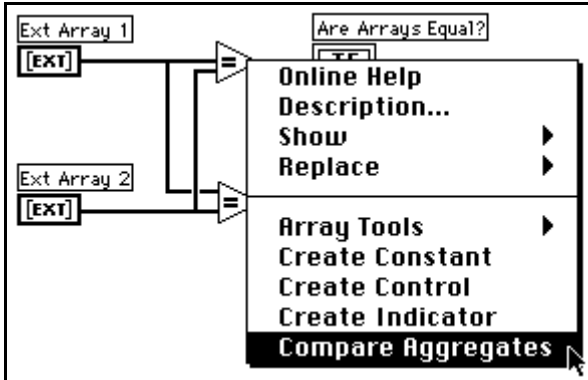 Ext Array 1
Are Arrays Equal?
[EXT]
=
Online Help
Description...
Show
Replace
Ext Array 2
[EXT]
=
Array Tools
Create Constant
Create Control
Create Indicator
Compare Aggregates